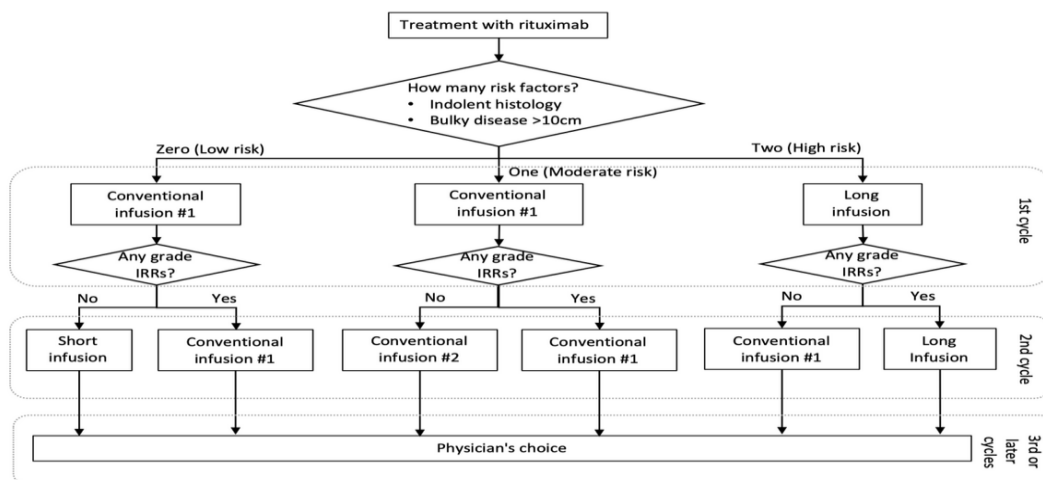 Treatment with rituximab
How many risk factors?
• Indolent histology
• Bulky disease >10cm
Zero (Low risk)
One (Moderate risk)
Two (High risk)
Conventional
infusion #1
Conventional
infusion #1
Long
infusion
1st cycle
Any grade
IRRs?
Any grade
IRRs?
Any grade
IRRs?
No
Yes
No
Yes
No
Yes
Short
infusion
Conventional
infusion #1
Conventional
infusion #2
Conventional
infusion #1
Conventional
infusion #1
Long
Infusion
2nd cycle
Physician's choice
3rd or
later
cycles